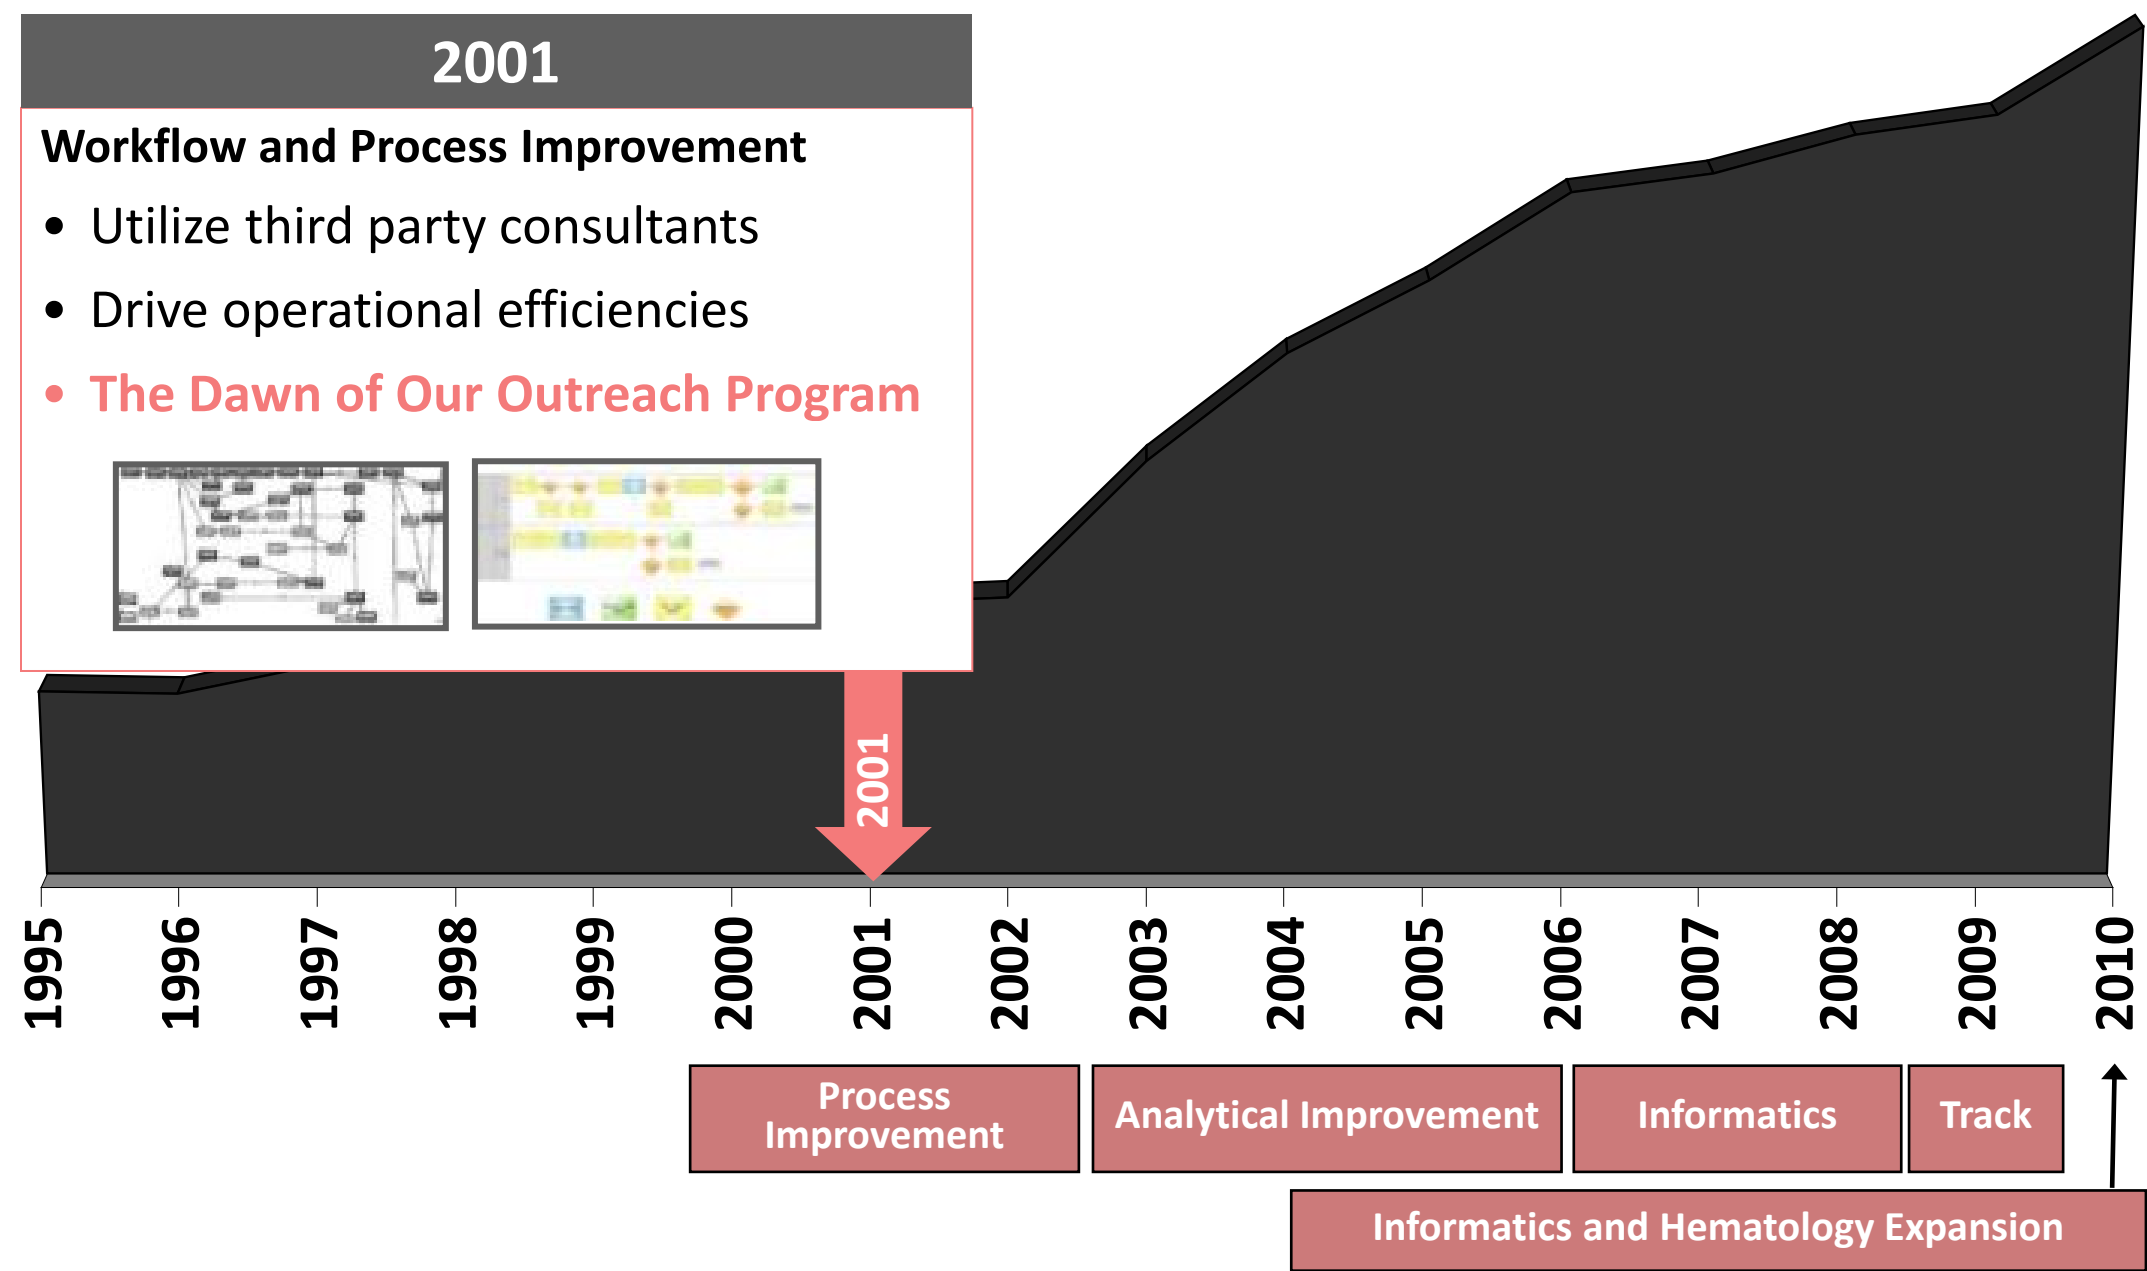 2001
Workflow and Process Improvement
• Utilize third party consultants
• Drive operational efficiencies
• The Dawn of Our Outreach Program
2001
1995
1996
1997
1998
1999
2000
2001
2002
2003
2004
2005
2006
2007
2008
2009
2010
Process
Improvement
Analytical Improvement
Informatics
Track
Informatics and Hematology Expansion